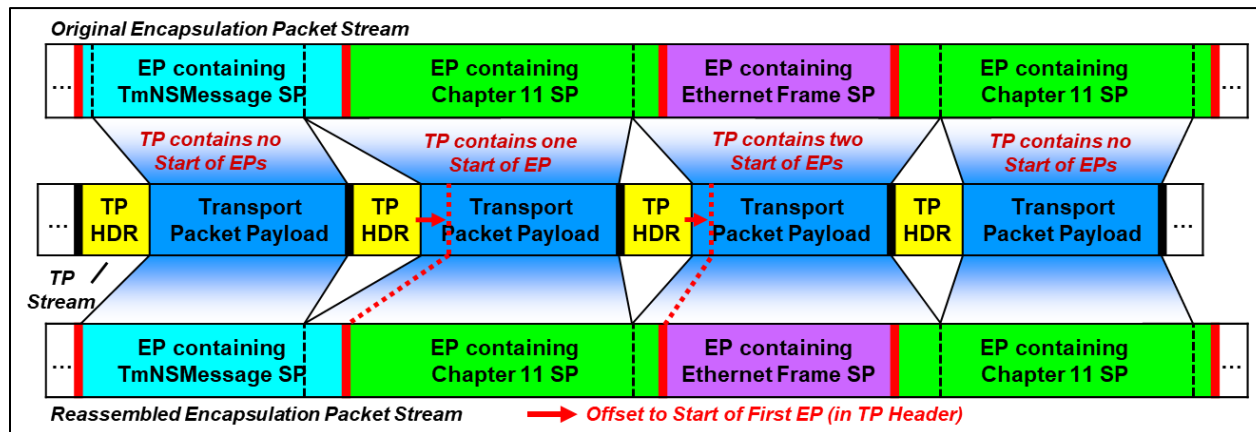 Original Encapsulation Packet Stream
... EP containing EP containing EP containing EP containing ...
TmNSMessage SP Chapter 11 SP Ethernet Frame SP Chapter 11 SP
TP contains no TP contains one TP contains two TP contains no
Start of EPs Start of EP Start of EPs Start of EPs
... TP Transport TP Transport TP Transport TP Transport ...
HDR Packet Payload HDR Packet Payload HDR Packet Payload HDR Packet Payload
TP
Stream
... EP containing EP containing EP containing EP containing ...
TmNSMessage SP Chapter 11 SP Ethernet Frame SP Chapter 11 SP
Reassembled Encapsulation Packet Stream Offset to Start of First EP (in TP Header)